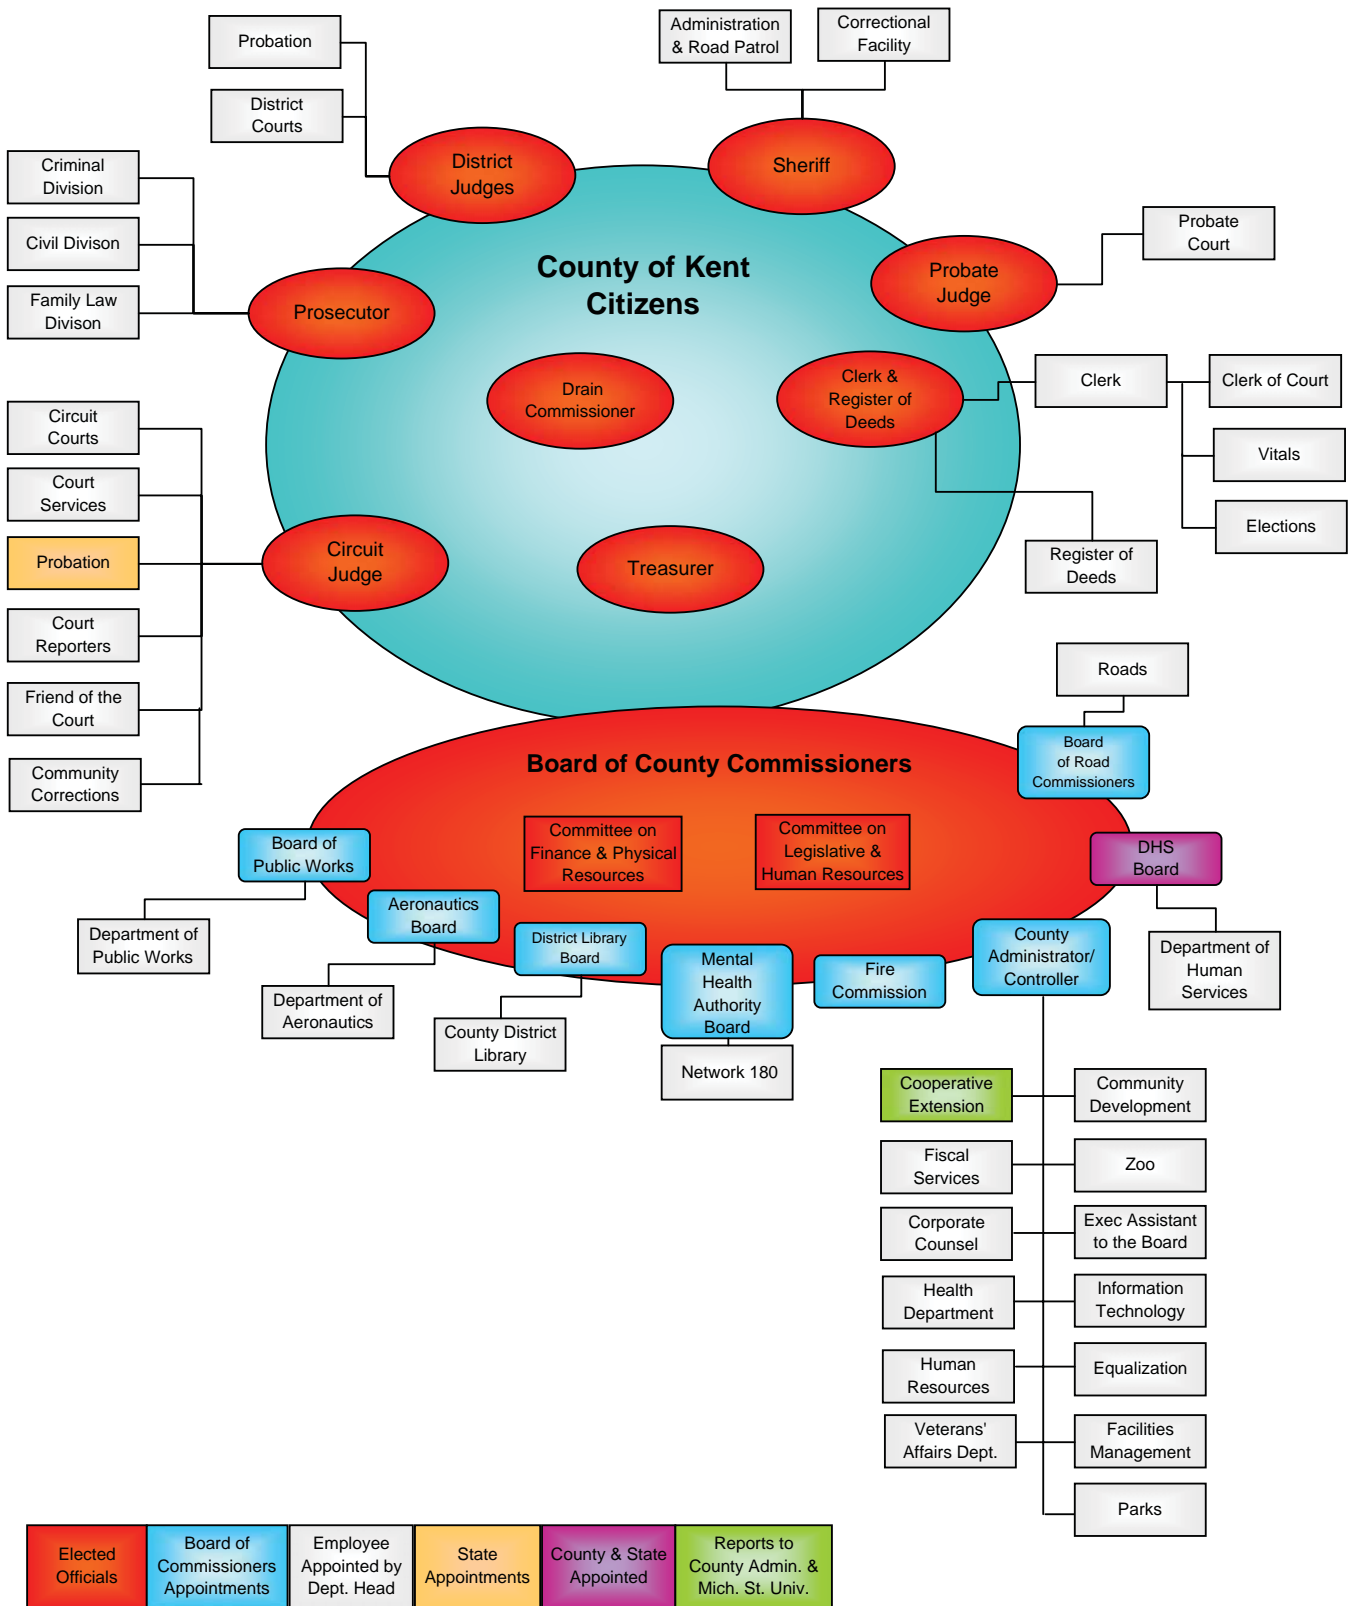 Probation
District
Courts
Administration
& Road Patrol
Correctional
Facility
District
Judges
Sheriff
Criminal
Division
Civil Divison
Family Law
Divison
Prosecutor
County of Kent
Citizens
Probate
Judge
Probate
Court
Drain
Commissioner
Clerk &
Register of
Deeds
Clerk
Clerk of Court
Vitals
Elections
Register of
Deeds
Circuit
Courts
Court
Services
Probation
Court
Reporters
Friend of the
Court
Community
Corrections
Circuit
Judge
Treasurer
Roads
Board
of Road
Commissioners
Board of County Commissioners
Committee on
Finance & Physical
Resources
Committee on
Legislative &
Human Resources
Board of
Public Works
Department of
Public Works
Aeronautics
Board
Department of
Aeronautics
District Library
Board
County District
Library
Mental
Health
Authority
Board
Network 180
Fire
Commission
County
Administrator/
Controller
DHS
Board
Department of
Human
Services
Cooperative
Extension
Community
Development
Fiscal
Services
Zoo
Corporate
Counsel
Exec Assistant
to the Board
Health
Department
Information
Technology
Human
Resources
Equalization
Veterans'
Affairs Dept.
Facilities
Management
Parks
Elected
Officials
Board of
Commissioners
Appointments
Employee
Appointed by
Dept. Head
State
Appointments
County & State
Appointed
Reports to
County Admin. &
Mich. St. Univ.